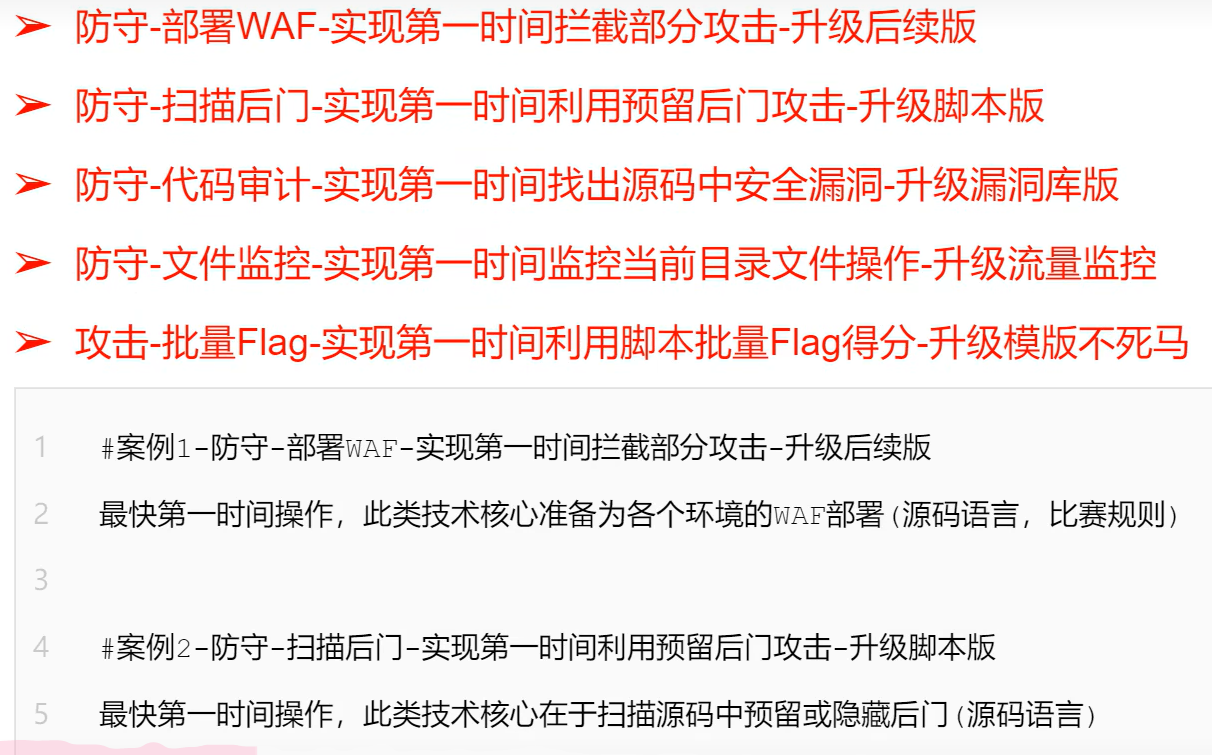 ➢ 防守-部署WAF-实现第一时间拦截部分攻击-升级后续版
➢ 防守-扫描后门-实现第一时间利用预留后门攻击-升级脚本版
➢ 防守-代码审计-实现第一时间找出源码中安全漏洞-升级漏洞库版
➢ 防守-文件监控-实现第一时间监控当前目录文件操作-升级流量监控
➢ 攻击-批量Flag-实现第一时间利用脚本批量Flag得分-升级模版不死马
1 #案例1-防守-部署WAF-实现第一时间拦截部分攻击-升级后续版
2 最快第一时间操作，此类技术核心准备为各个环境的WAF部署(源码语言，比赛规则)
3
4 #案例2-防守-扫描后门-实现第一时间利用预留后门攻击-升级脚本版
5 最快第一时间操作，此类技术核心在于扫描源码中预留或隐藏后门(源码语言)